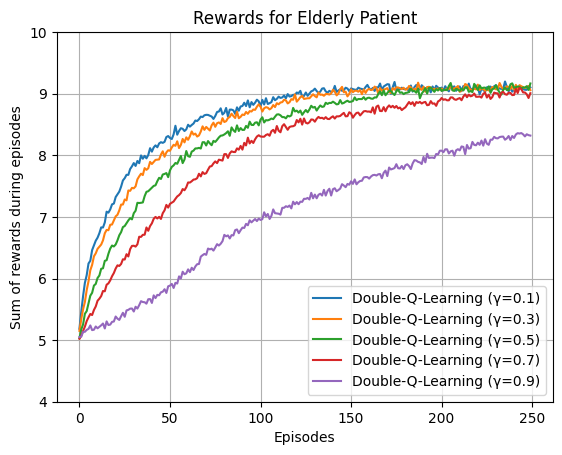 Rewards for Elderly Patient
10
9
8
7
6
5
4
Sum of rewards during episodes
0 50 100 150 200 250
Episodes
Double-Q-Learning (γ=0.1)
Double-Q-Learning (γ=0.3)
Double-Q-Learning (γ=0.5)
Double-Q-Learning (γ=0.7)
Double-Q-Learning (γ=0.9)